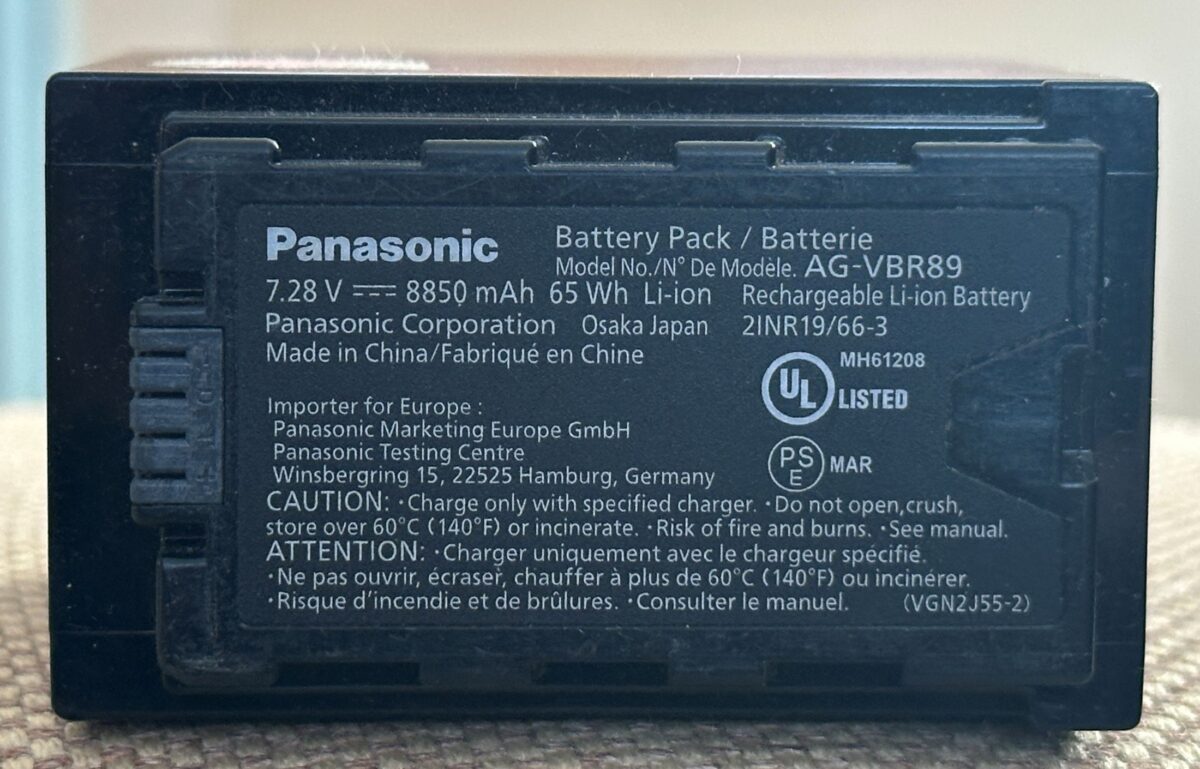 Panasonic
Battery Pack / Batterie
Model No./N° De Modèle. AG-VBR89
7.28 V ⎓ 8850 mAh 65 Wh Li-ion Rechargeable Li-ion Battery
Panasonic Corporation Osaka Japan 2INR19/66-3
Made in China/Fabriqué en Chine
MH61208
UL LISTED
Importer for Europe :
Panasonic Marketing Europe GmbH
Panasonic Testing Centre
Winsbergring 15, 22525 Hamburg, Germany
PSE MAR
CAUTION: ·Charge only with specified charger. ·Do not open,crush,
store over 60°C (140°F) or incinerate. ·Risk of fire and burns. ·See manual.
ATTENTION: ·Charger uniquement avec le chargeur spécifié.
·Ne pas ouvrir, écraser, chauffer à plus de 60°C (140°F) ou incinérer.
·Risque d'incendie et de brûlures. ·Consulter le manuel. (VGN2J55-2)